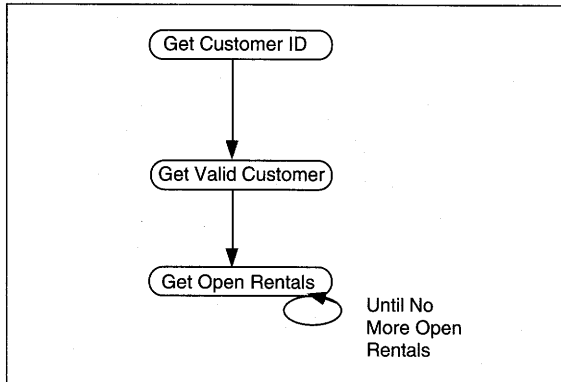 Get Customer ID
Get Valid Customer
Get Open Rentals
Until No
More Open
Rentals